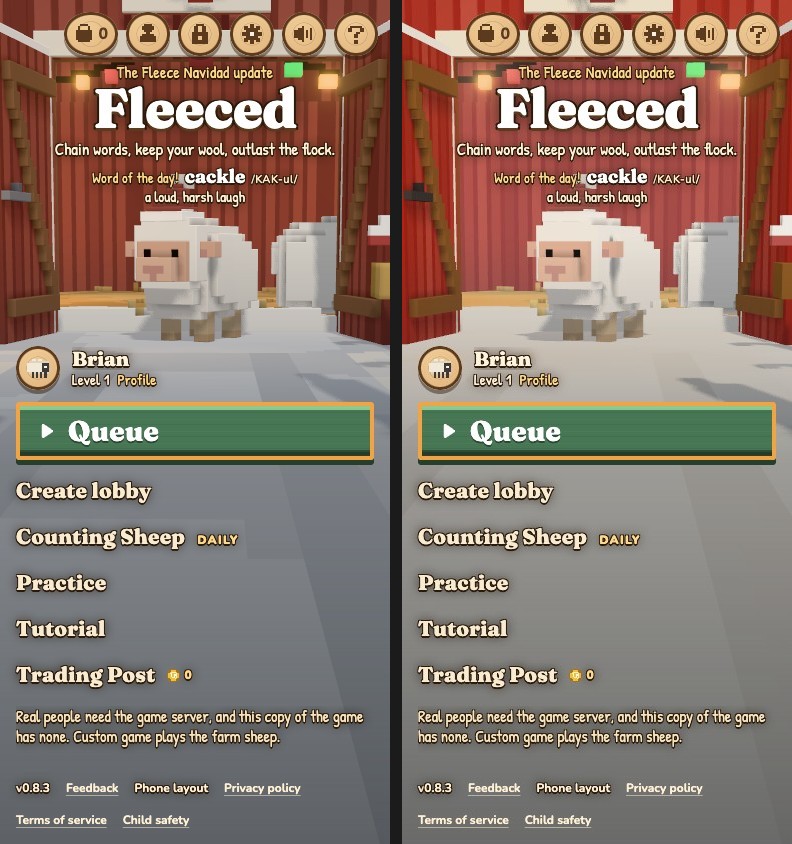 0
The Fleece Navidad update
Fleeced
Chain words, keep your wool, outlast the flock.
Word of the day! cackle /KAK-ul/
a loud, harsh laugh
Brian
Level 1 Profile
Queue
Create lobby
Counting Sheep DAILY
Practice
Tutorial
Trading Post 0
Real people need the game server, and this copy of the game
has none. Custom game plays the farm sheep.
v0.8.3 Feedback Phone layout Privacy policy
Terms of service Child safety
0
The Fleece Navidad update
Fleeced
Chain words, keep your wool, outlast the flock.
Word of the day! cackle /KAK-ul/
a loud, harsh laugh
Brian
Level 1 Profile
Queue
Create lobby
Counting Sheep DAILY
Practice
Tutorial
Trading Post 0
Real people need the game server, and this copy of the game
has none. Custom game plays the farm sheep.
v0.8.3 Feedback Phone layout Privacy policy
Terms of service Child safety